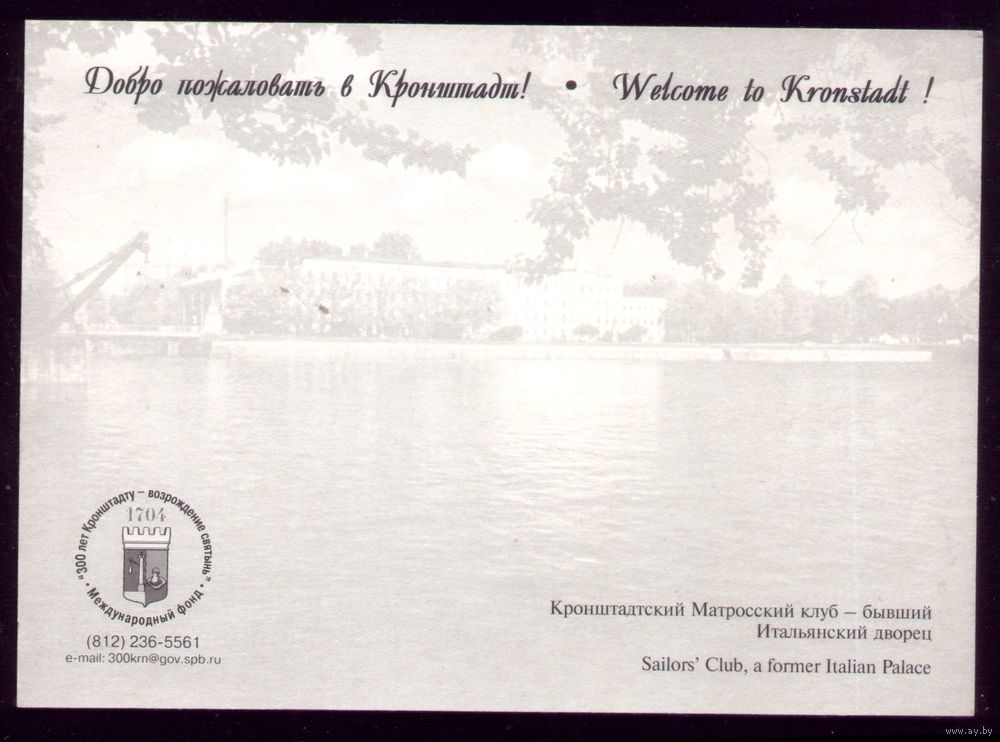 Добро пожаловать в Кронштадт! • Welcome to Kronstadt !
"300 лет Кронштадту – возрождение святынь"
1704
• Международный фонд •
(812) 236-5561
e-mail: 300krn@gov.spb.ru
Кронштадтский Матросский клуб – бывший
Итальянский дворец
Sailors' Club, a former Italian Palace
www.ay.by